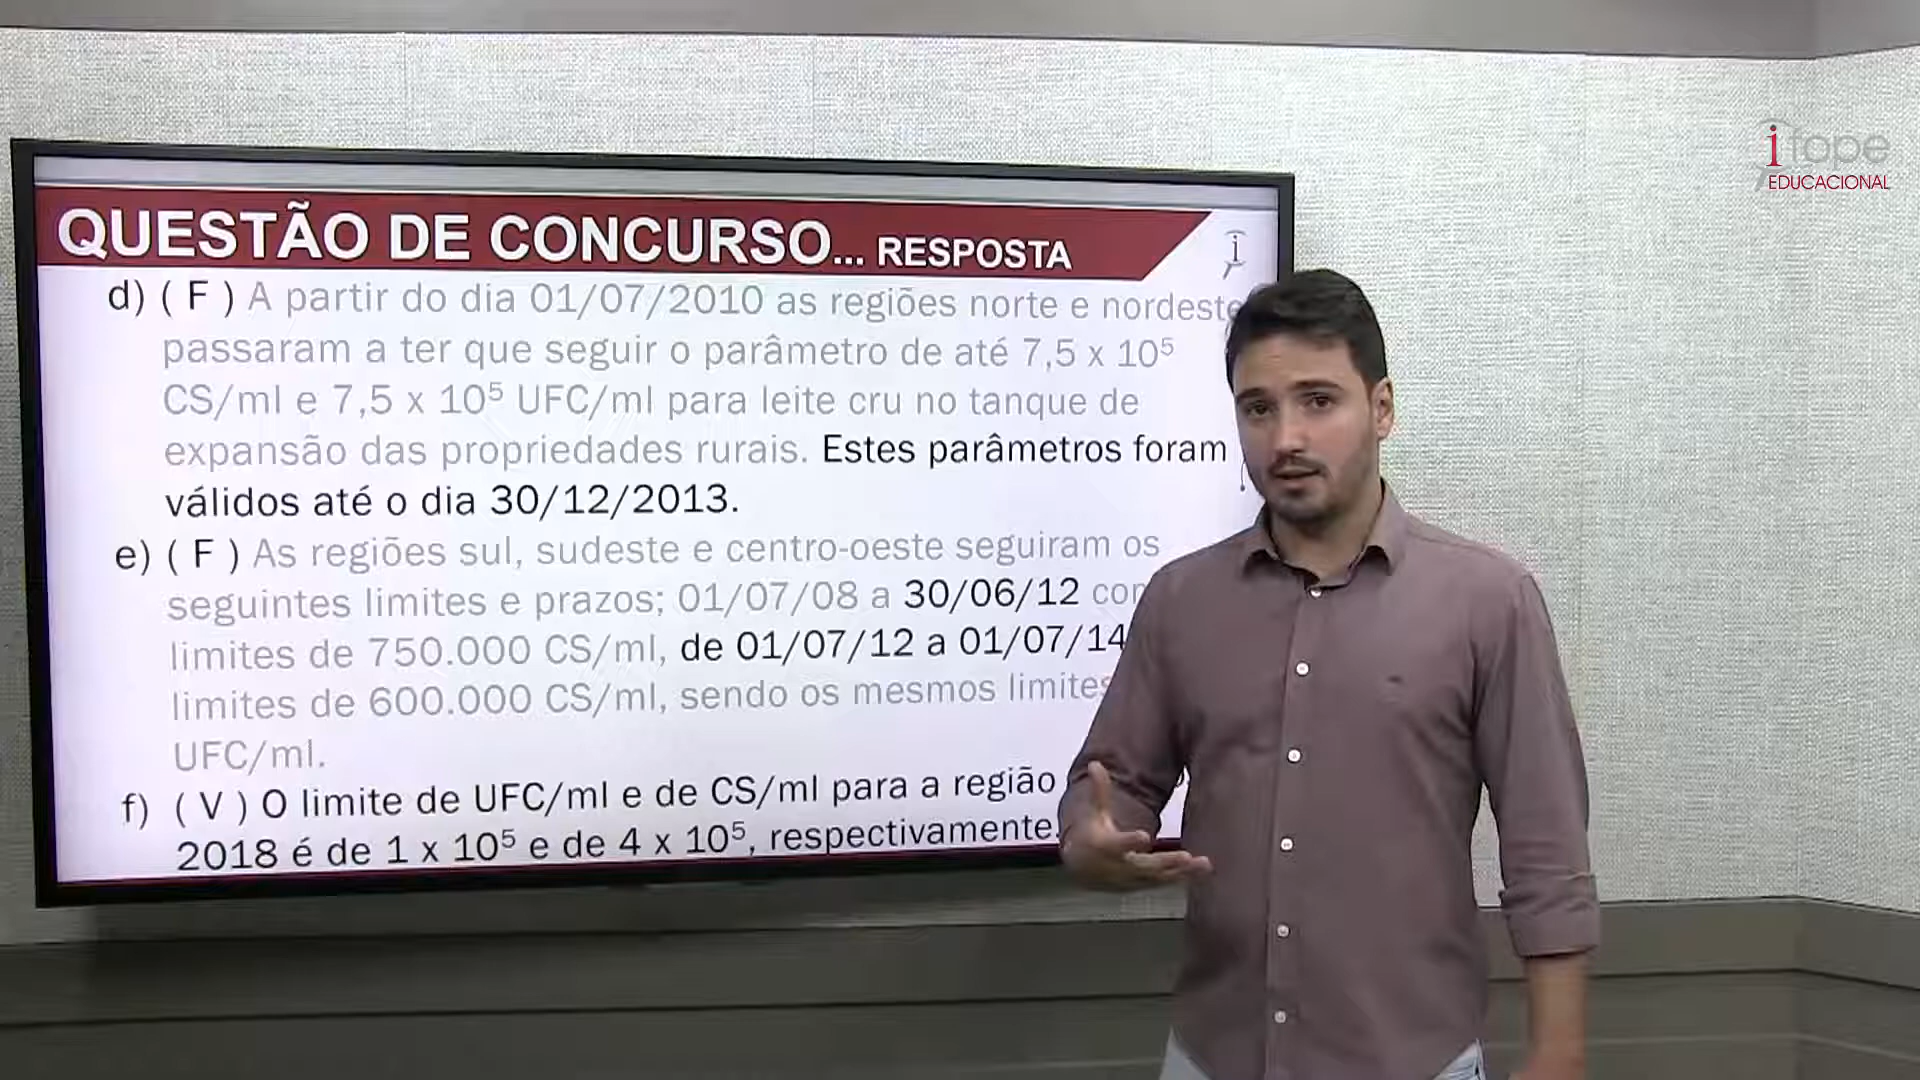 ifope
EDUCACIONAL
QUESTÃO DE CONCURSO... RESPOSTA
i
d) ( F ) A partir do dia 01/07/2010 as regiões norte e nordeste
passaram a ter que seguir o parâmetro de até 7,5 x 10⁵
CS/ml e 7,5 x 10⁵ UFC/ml para leite cru no tanque de
expansão das propriedades rurais. Estes parâmetros foram
válidos até o dia 30/12/2013.
e) ( F ) As regiões sul, sudeste e centro-oeste seguiram os
seguintes limites e prazos; 01/07/08 a 30/06/12
limites de 750.000 CS/ml, de 01/07/12 a 01/07/14
limites de 600.000 CS/ml, sendo os mesmos limites
UFC/ml.
f) ( V ) O limite de UFC/ml e de CS/ml para a região
2018 é de 1 x 10⁵ e de 4 x 10⁵, respectivamente.